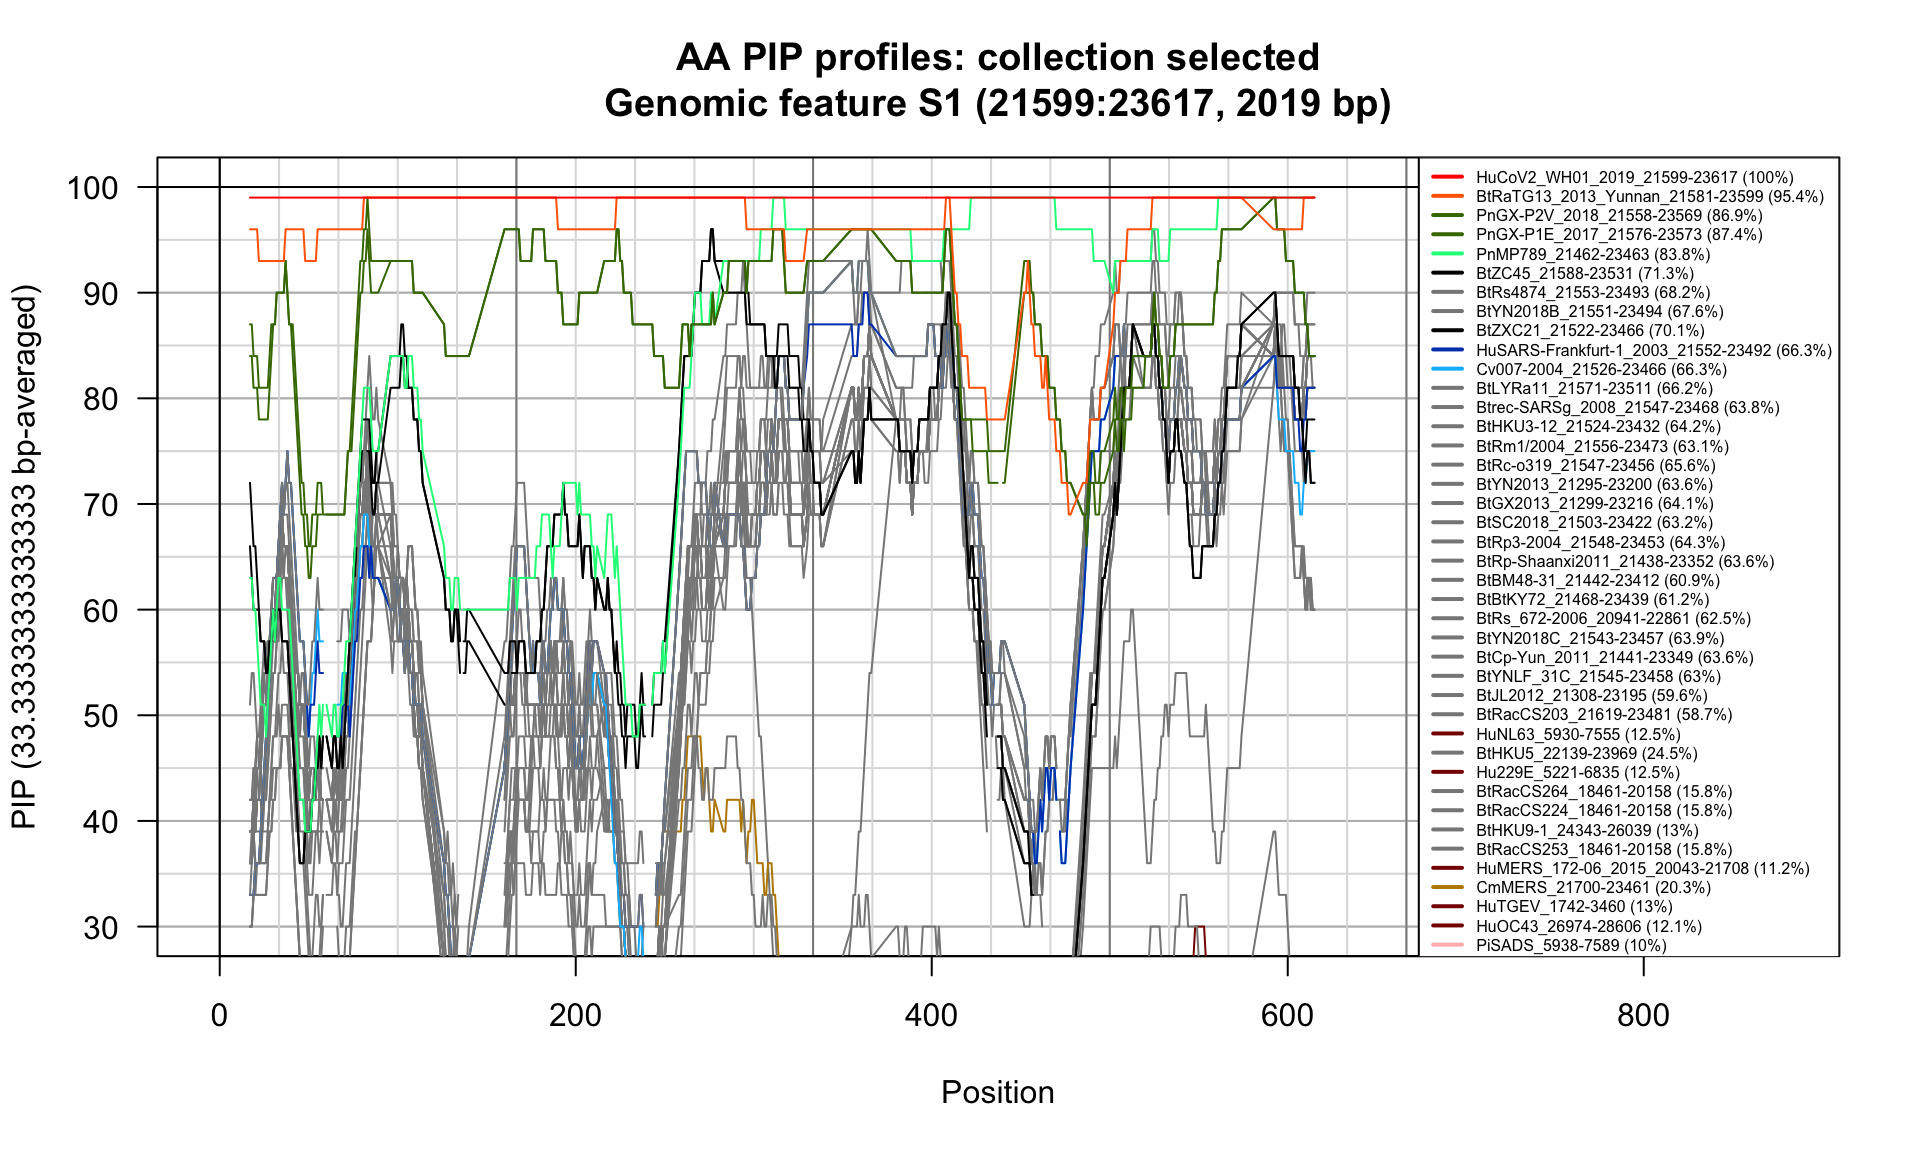 AA PIP profiles: collection selected
Genomic feature S1 (21599:23617, 2019 bp)
PIP (33.3333333333333 bp-averaged)
100
90
80
70
60
50
40
30
0
200
400
600
800
Position
HuCoV2_WH01_2019_21599-23617 (100%)
BtRaTG13_2013_Yunnan_21581-23599 (95.4%)
PnGX-P2V_2018_21558-23569 (86.9%)
PnGX-P1E_2017_21576-23573 (87.4%)
PnMP789_21462-23463 (83.8%)
BtZC45_21588-23531 (71.3%)
BtRs4874_21553-23493 (68.2%)
BtYN2018B_21551-23494 (67.6%)
BtZXC21_21522-23466 (70.1%)
HuSARS-Frankfurt-1_2003_21552-23492 (66.3%)
Cv007-2004_21526-23466 (66.3%)
BtLYRa11_21571-23511 (66.2%)
Btrec-SARSg_2008_21547-23468 (63.8%)
BtHKU3-12_21524-23432 (64.2%)
BtRm1/2004_21556-23473 (63.1%)
BtRc-o319_21547-23456 (65.6%)
BtYN2013_21295-23200 (63.6%)
BtGX2013_21299-23216 (64.1%)
BtSC2018_21503-23422 (63.2%)
BtRp3-2004_21548-23453 (64.3%)
BtRp-Shaanxi2011_21438-23352 (63.6%)
BtBM48-31_21442-23412 (60.9%)
BtBtKY72_21468-23439 (61.2%)
BtRs_672-2006_20941-22861 (62.5%)
BtYN2018C_21543-23457 (63.9%)
BtCp-Yun_2011_21441-23349 (63.6%)
BtYNLF_31C_21545-23458 (63%)
BtJL2012_21308-23195 (59.6%)
BtRacCS203_21619-23481 (58.7%)
HuNL63_5930-7555 (12.5%)
BtHKU5_22139-23969 (24.5%)
Hu229E_5221-6835 (12.5%)
BtRacCS264_18461-20158 (15.8%)
BtRacCS224_18461-20158 (15.8%)
BtHKU9-1_24343-26039 (13%)
BtRacCS253_18461-20158 (15.8%)
HuMERS_172-06_2015_20043-21708 (11.2%)
CmMERS_21700-23461 (20.3%)
HuTGEV_1742-3460 (13%)
HuOC43_26974-28606 (12.1%)
PiSADS_5938-7589 (10%)